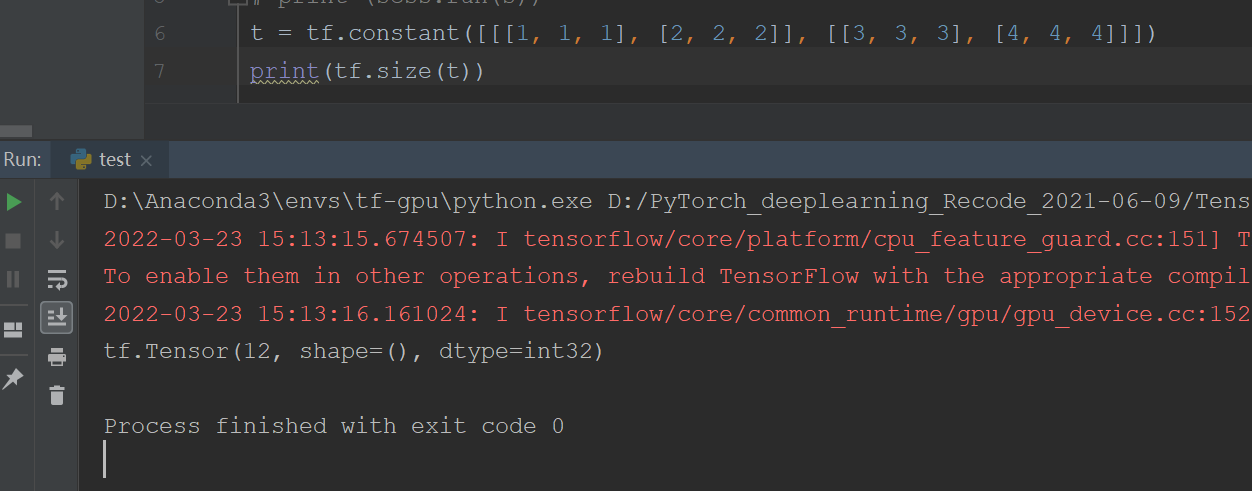 6 t = tf.constant([[[1, 1, 1], [2, 2, 2]], [[3, 3, 3], [4, 4, 4]]])
7 print(tf.size(t))
Run: test
D:\Anaconda3\envs\tf-gpu\python.exe D:/PyTorch_deeplearning_Recode_2021-06-09/Tens
2022-03-23 15:13:15.674507: I tensorflow/core/platform/cpu_feature_guard.cc:151] T
To enable them in other operations, rebuild TensorFlow with the appropriate compil
2022-03-23 15:13:16.161024: I tensorflow/core/common_runtime/gpu/gpu_device.cc:152
tf.Tensor(12, shape=(), dtype=int32)
Process finished with exit code 0